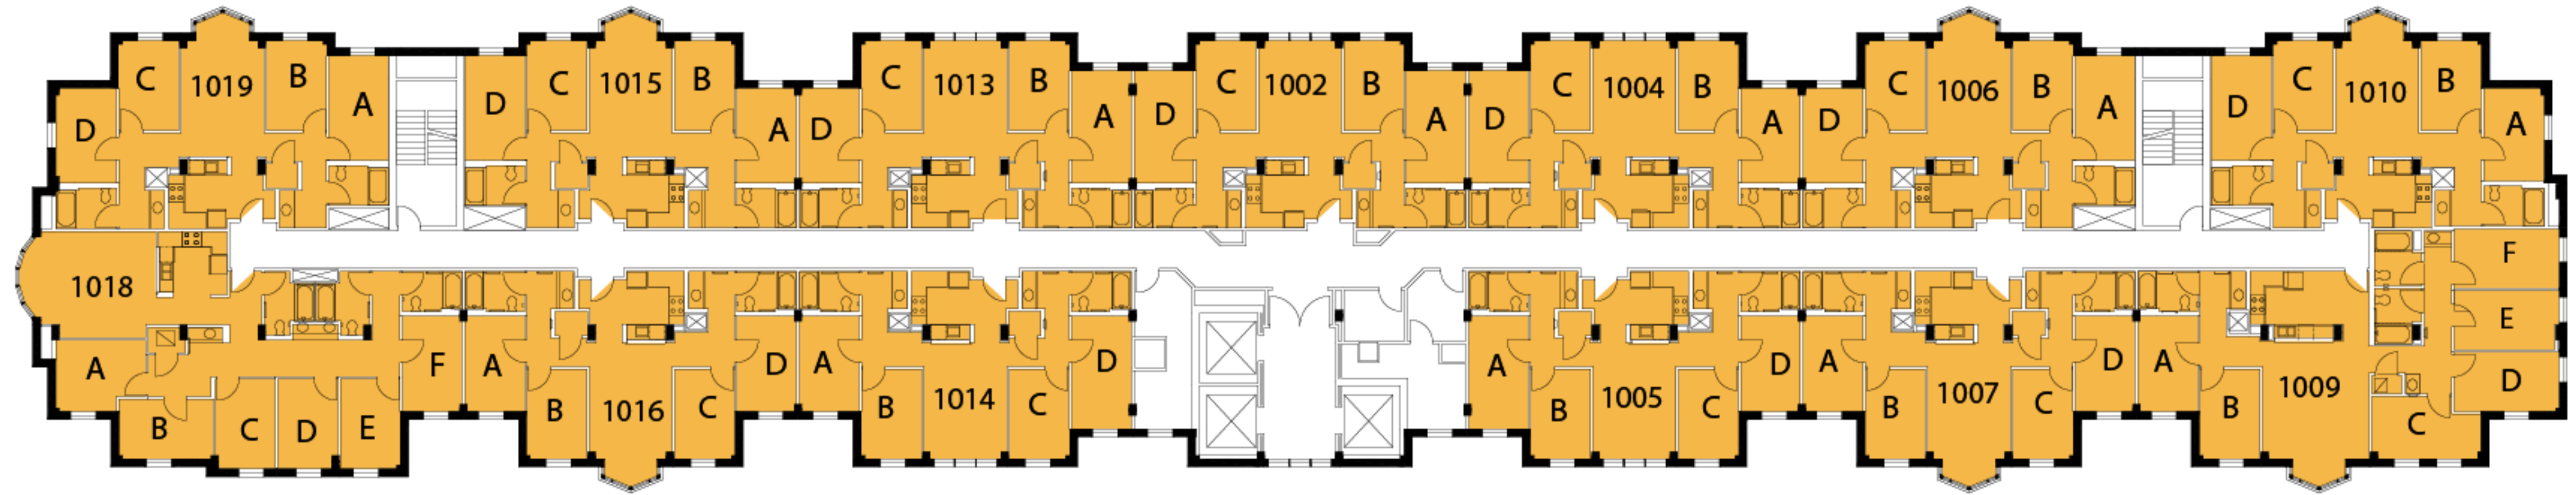 C 1019 B A
D
D C 1015 B A
D C 1013 B A
D C 1002 B A
D C 1004 B A
D C 1006 B A
D C 1010 B A
1018
A B C D E F
A B 1016 C D
A B 1014 C D
A B 1005 C D
A B 1007 C D
A B 1009 C D E F